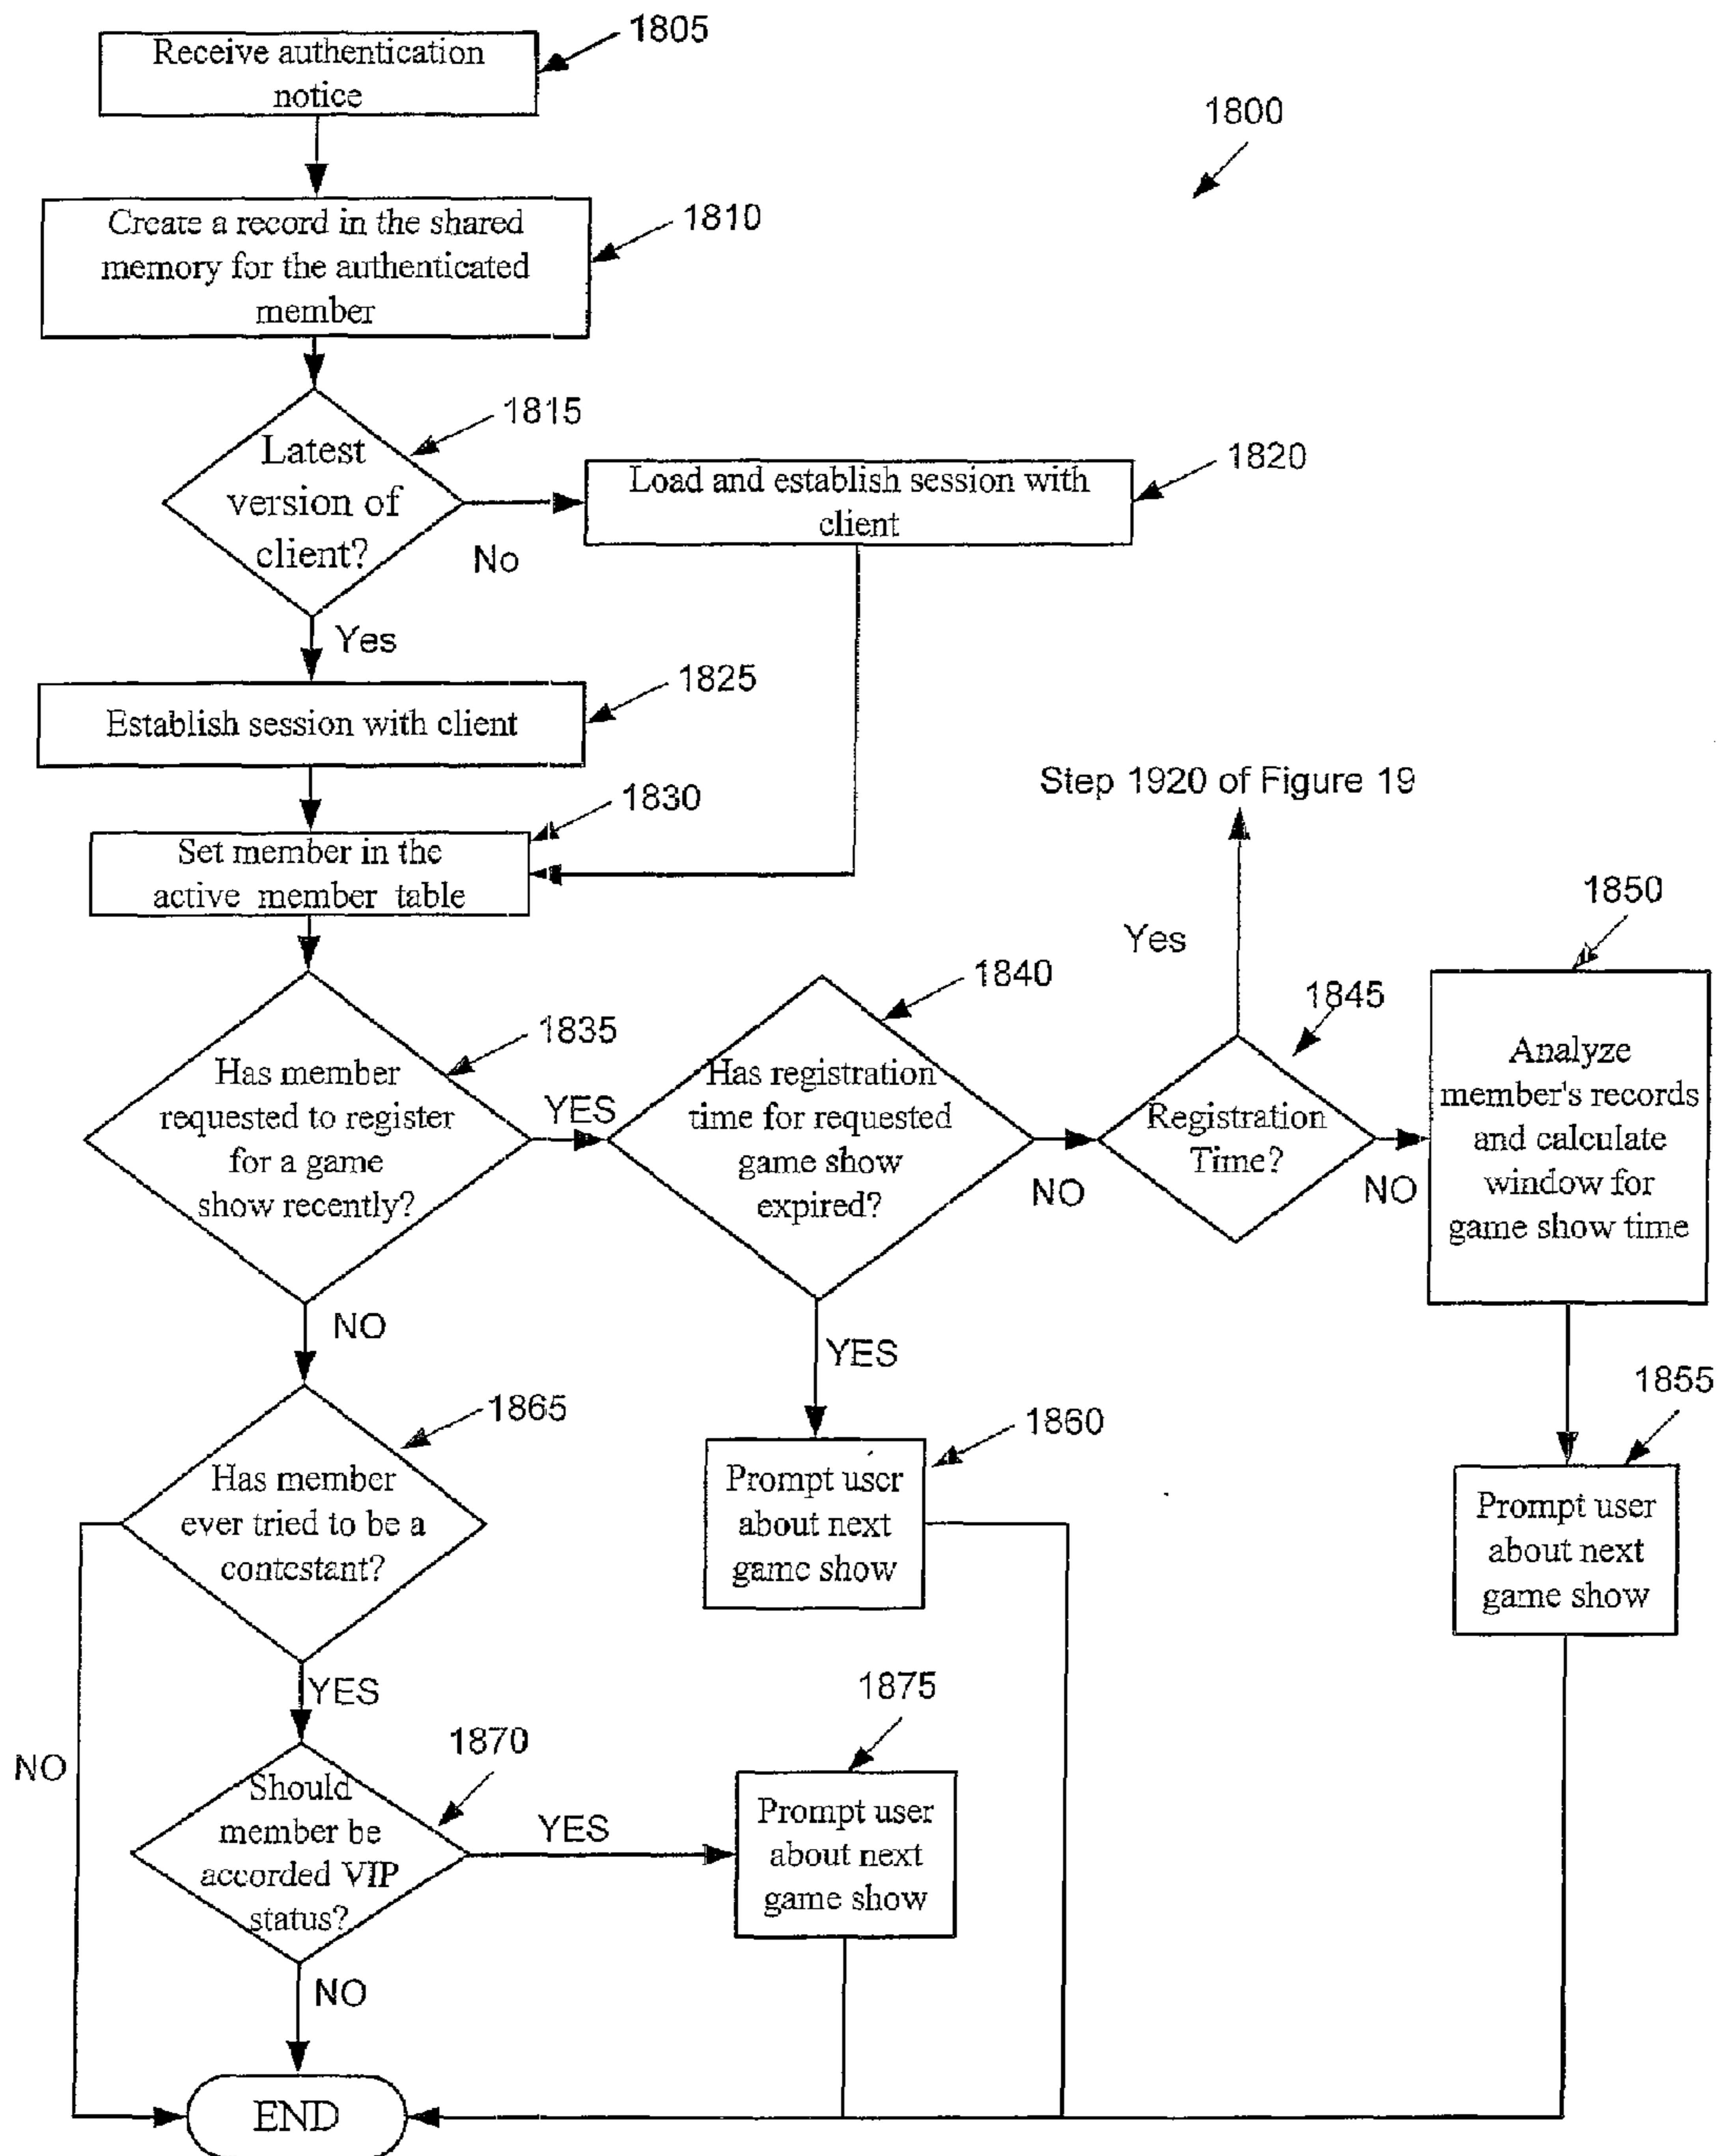 1805
Receive authentication
notice
1800
1810
Create a record in the shared
memory for the authenticated
member
1815
Latest
version of
client?
No
1820
Load and establish session with
client
Yes
1825
Establish session with client
1830
Set member in the
active member table
Step 1920 of Figure 19
Yes
1835
Has member
requested to register
for a game
show recently?
YES
1840
Has registration
time for requested
game show
expired?
NO
1845
Registration
Time?
NO
1850
Analyze
member's records
and calculate
window for
game show time
NO
YES
1855
Prompt user
about next
game show
1860
Prompt user
about next
game show
1865
Has member
ever tried to be a
contestant?
YES
NO
1870
Should
member be
accorded VIP
status?
YES
1875
Prompt user
about next
game show
NO
END